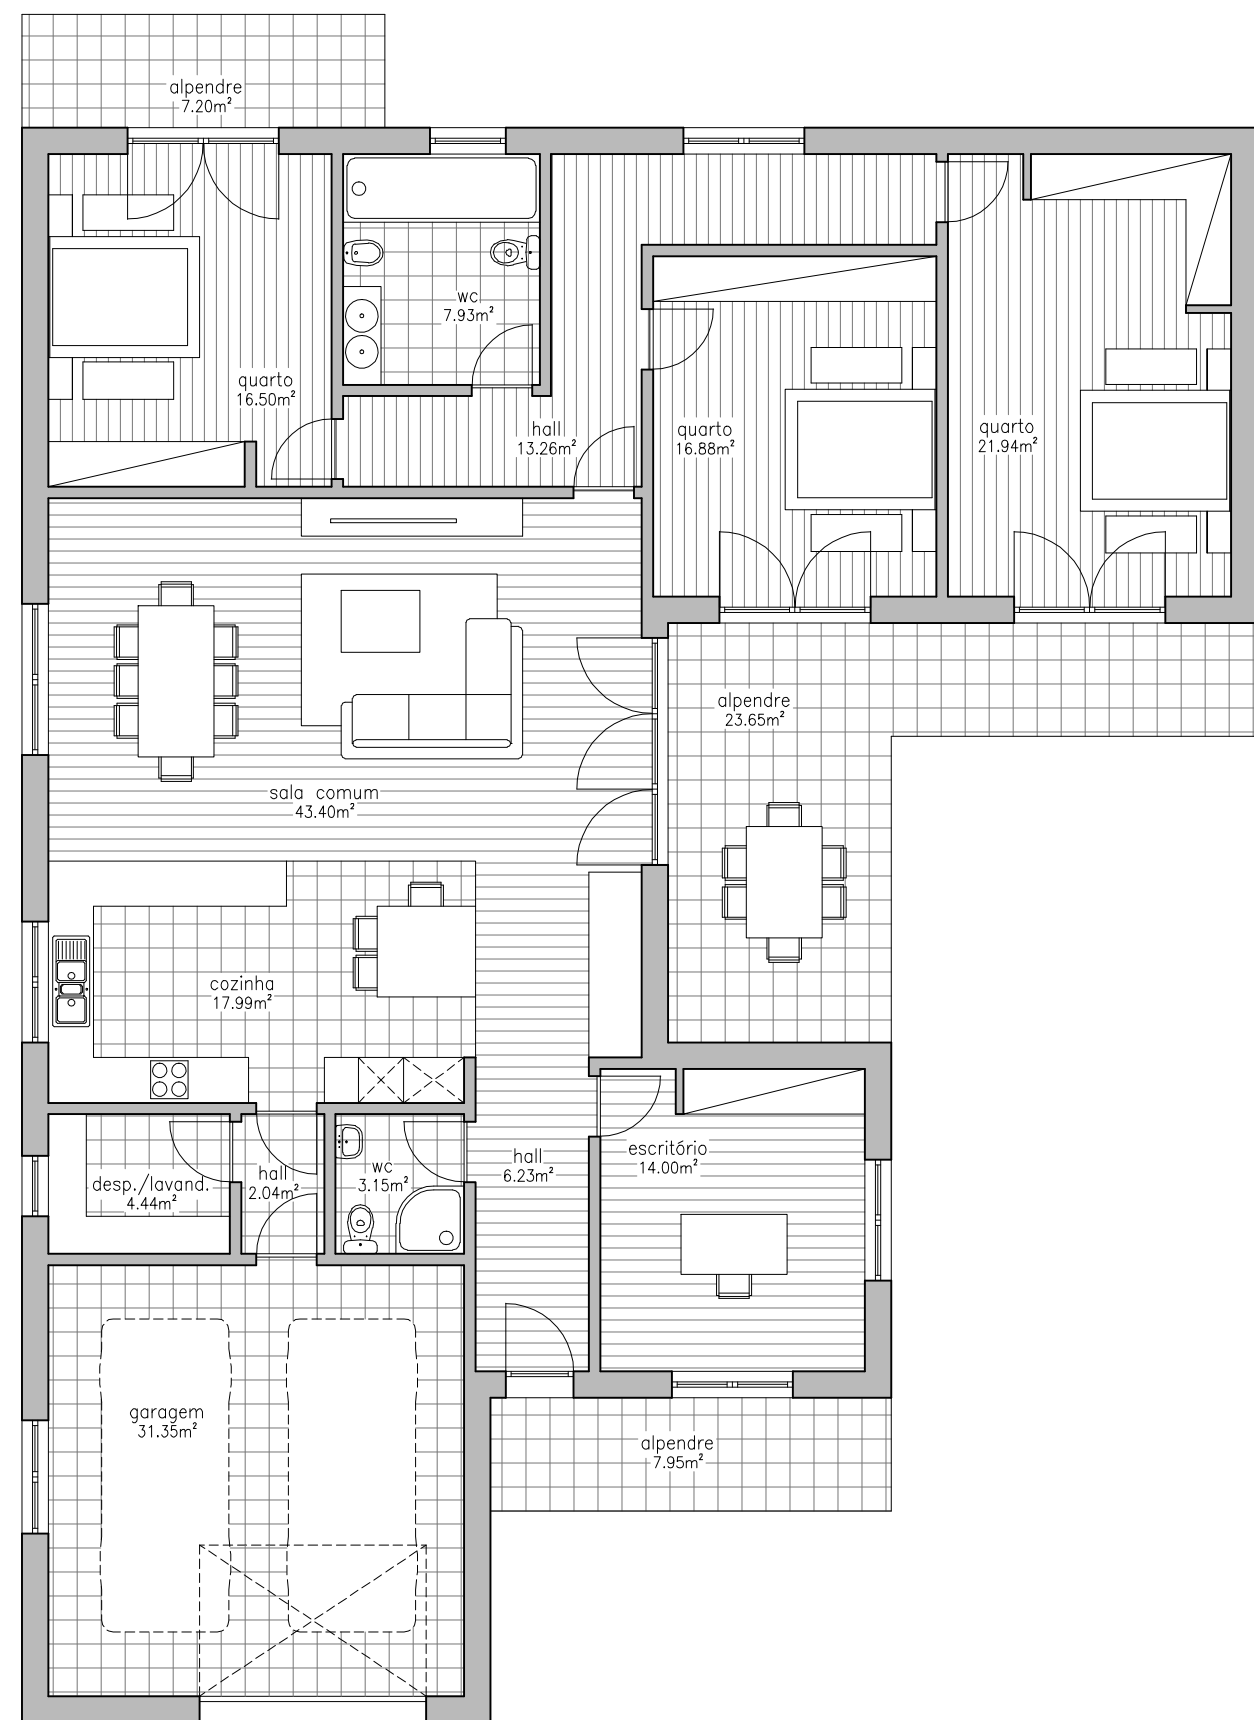 alpendre
7.20m²
wc
7.93m²
quarto
16.50m²
hall
13.26m²
quarto
16.88m²
quarto
21.94m²
alpendre
23.65m²
sala comum
43.40m²
cozinha
17.99m²
desp./lavand.
4.44m²
hall
2.04m²
wc
3.15m²
hall
6.23m²
escritório
14.00m²
garagem
31.35m²
alpendre
7.95m²